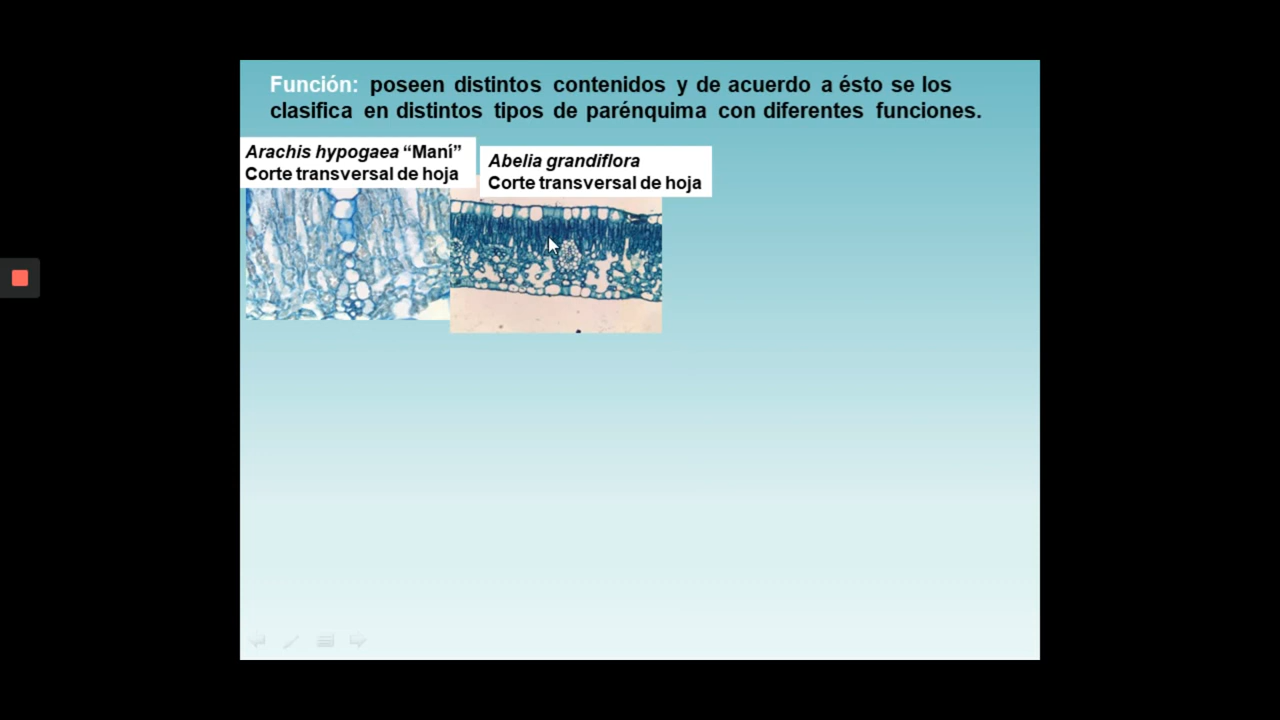 Función: poseen distintos contenidos y de acuerdo a ésto se los
clasifica en distintos tipos de parénquima con diferentes funciones.
Arachis hypogaea “Maní”
Corte transversal de hoja
Abelia grandiflora
Corte transversal de hoja